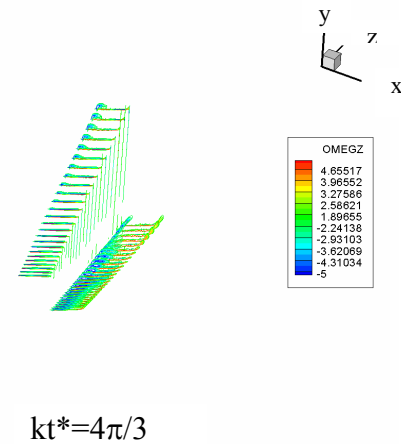 y
z
x
OMEGZ
4.65517
3.96552
3.27586
2.58621
1.89655
-2.24138
-2.93103
-3.62069
-4.31034
-5
kt*=4π/3